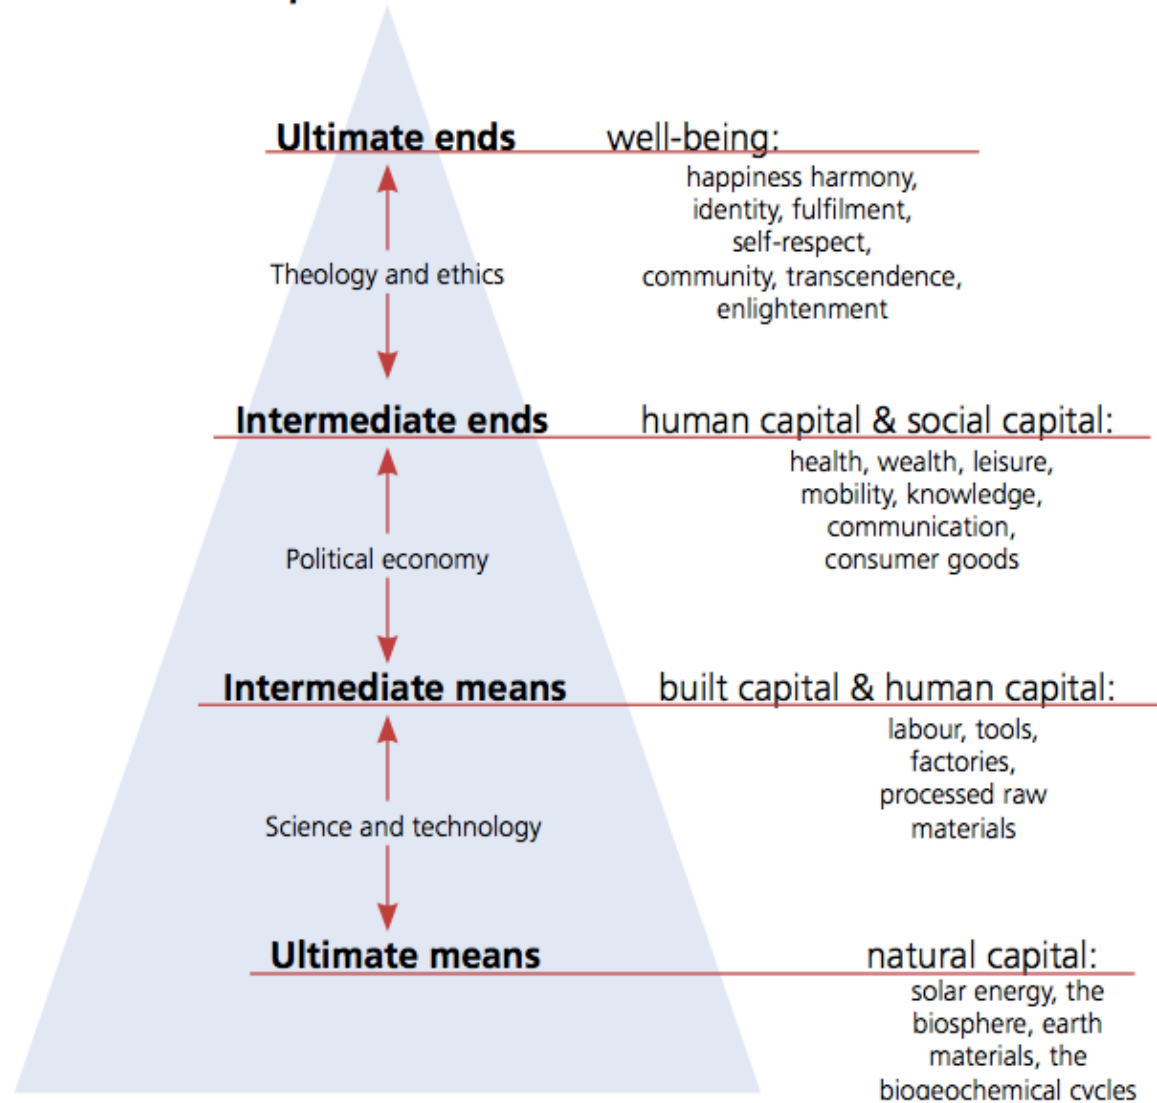 Ultimate ends
well-being:
happiness harmony,
identity, fulfilment,
self-respect,
community, transcendence,
enlightenment
Theology and ethics
Intermediate ends
human capital & social capital:
health, wealth, leisure,
mobility, knowledge,
communication,
consumer goods
Political economy
Intermediate means
built capital & human capital:
labour, tools,
factories,
processed raw
materials
Science and technology
Ultimate means
natural capital:
solar energy, the
biosphere, earth
materials, the
biogeochemical cycles